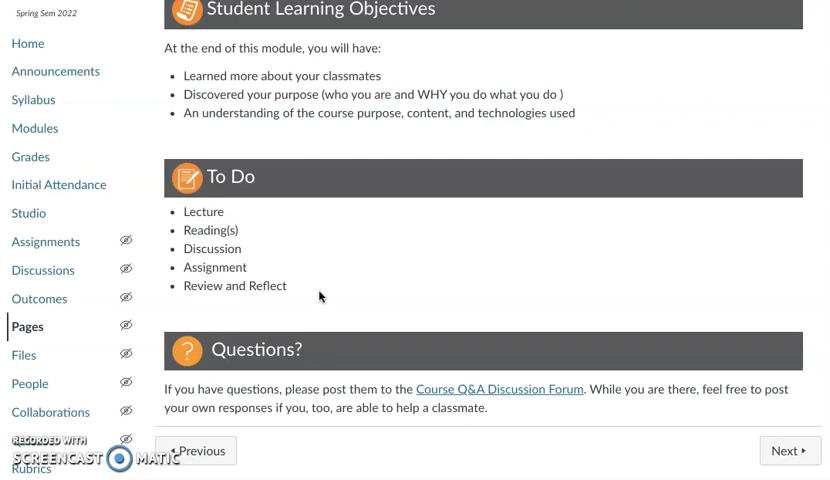 Spring Sem 2022
Home
Announcements
Syllabus
Modules
Grades
Initial Attendance
Studio
Assignments
Discussions
Outcomes
Pages
Files
People
Collaborations
Rubrics
RECORDED WITH
SCREENCAST MATIC
Student Learning Objectives
At the end of this module, you will have:
• Learned more about your classmates
• Discovered your purpose (who you are and WHY you do what you do )
• An understanding of the course purpose, content, and technologies used
To Do
• Lecture
• Reading(s)
• Discussion
• Assignment
• Review and Reflect
? Questions?
If you have questions, please post them to the Course Q&A Discussion Forum. While you are there, feel free to post
your own responses if you, too, are able to help a classmate.
Previous
Next